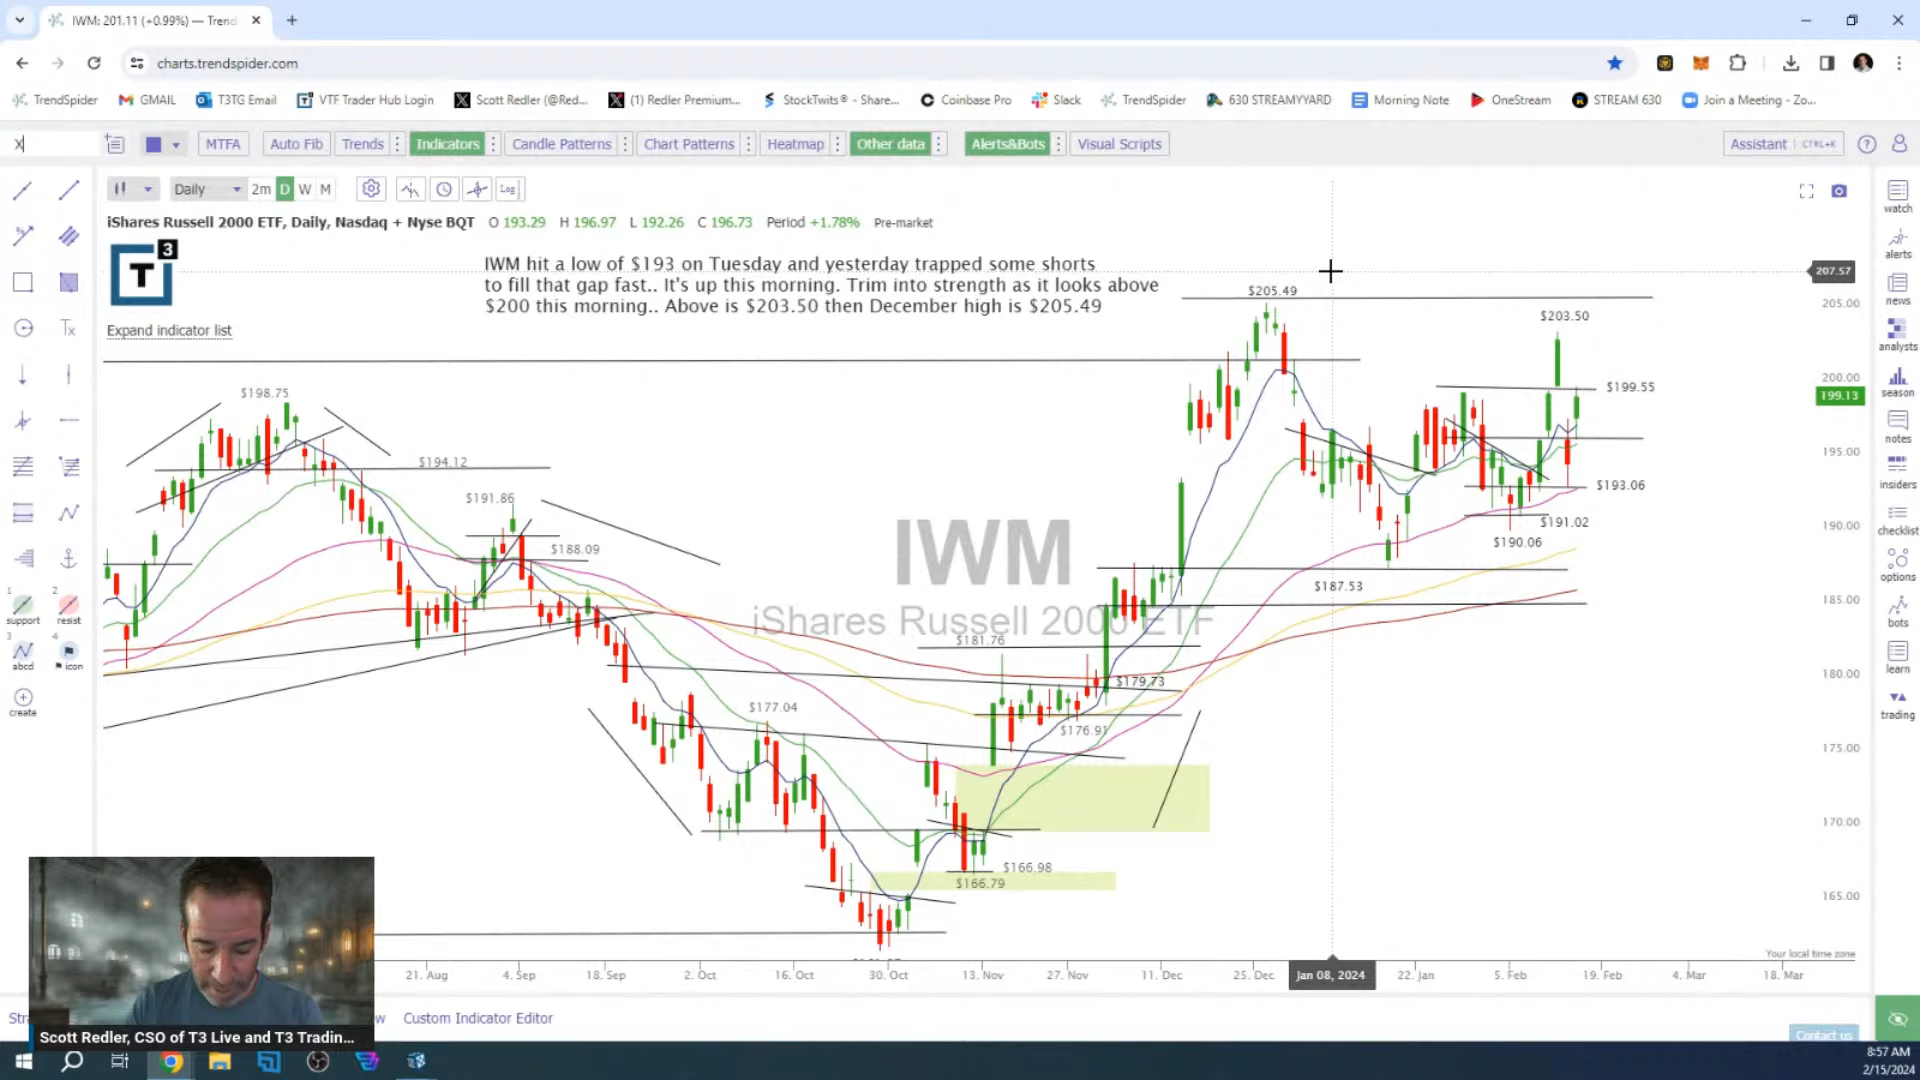 IWM: 201.11 (+0.99%) — Trend
charts.trendspider.com
TrendSpider GMAIL T3TG Email VTF Trader Hub Login Scott Redler (@Red... (1) Redler Premium... StockTwits® - Share... Coinbase Pro Slack TrendSpider 630 STREAMYYARD Morning Note OneStream STREAM 630 Join a Meeting - Zo...
X MTFA Auto Fib Trends Indicators Candle Patterns Chart Patterns Heatmap Other data Alerts&Bots Visual Scripts Assistant CTRL+K
Daily 2m D W M Log
iShares Russell 2000 ETF, Daily, Nasdaq + Nyse BQT O 193.29 H 196.97 L 192.26 C 196.73 Period +1.78% Pre-market
T3
IWM hit a low of $193 on Tuesday and yesterday trapped some shorts
to fill that gap fast.. It's up this morning. Trim into strength as it looks above
$200 this morning.. Above is $203.50 then December high is $205.49
Expand indicator list
207.57
$205.49
205.00
$203.50
200.00
$199.55
199.13
$198.75
$194.12
195.00
$191.86
$193.06
$191.02
190.00
$190.06
$188.09
$187.53
IWM
iShares Russell 2000 ETF
185.00
$181.76
$179.73
180.00
$177.04
$176.91
175.00
170.00
$166.98
$166.79
165.00
Your local time zone
21. Aug 4. Sep 18. Sep 2. Oct 16. Oct 30. Oct 13. Nov 27. Nov 11. Dec 25. Dec Jan 08, 2024 22. Jan 5. Feb 19. Feb 4. Mar 18. Mar
Custom Indicator Editor
Contact us
Scott Redler, CSO of T3 Live and T3 Tradin...
1 support
2 resist
3 abcd
4 icon
create
watch
alerts
news
analysts
season
notes
insiders
checklist
options
bots
learn
trading
8:57 AM
2/15/2024